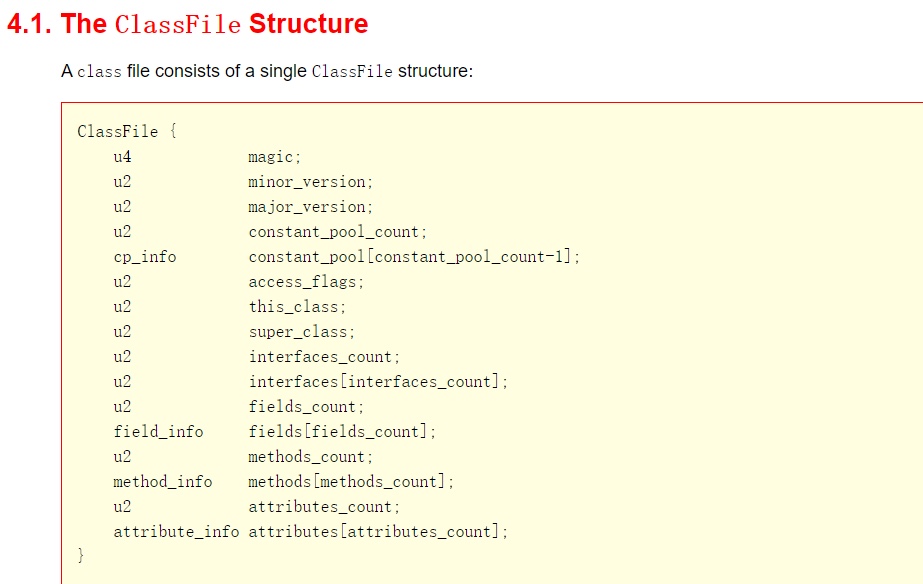 4.1. The ClassFile Structure
A class file consists of a single ClassFile structure:
ClassFile {
u4 magic;
u2 minor_version;
u2 major_version;
u2 constant_pool_count;
cp_info constant_pool[constant_pool_count-1];
u2 access_flags;
u2 this_class;
u2 super_class;
u2 interfaces_count;
u2 interfaces[interfaces_count];
u2 fields_count;
field_info fields[fields_count];
u2 methods_count;
method_info methods[methods_count];
u2 attributes_count;
attribute_info attributes[attributes_count];
}